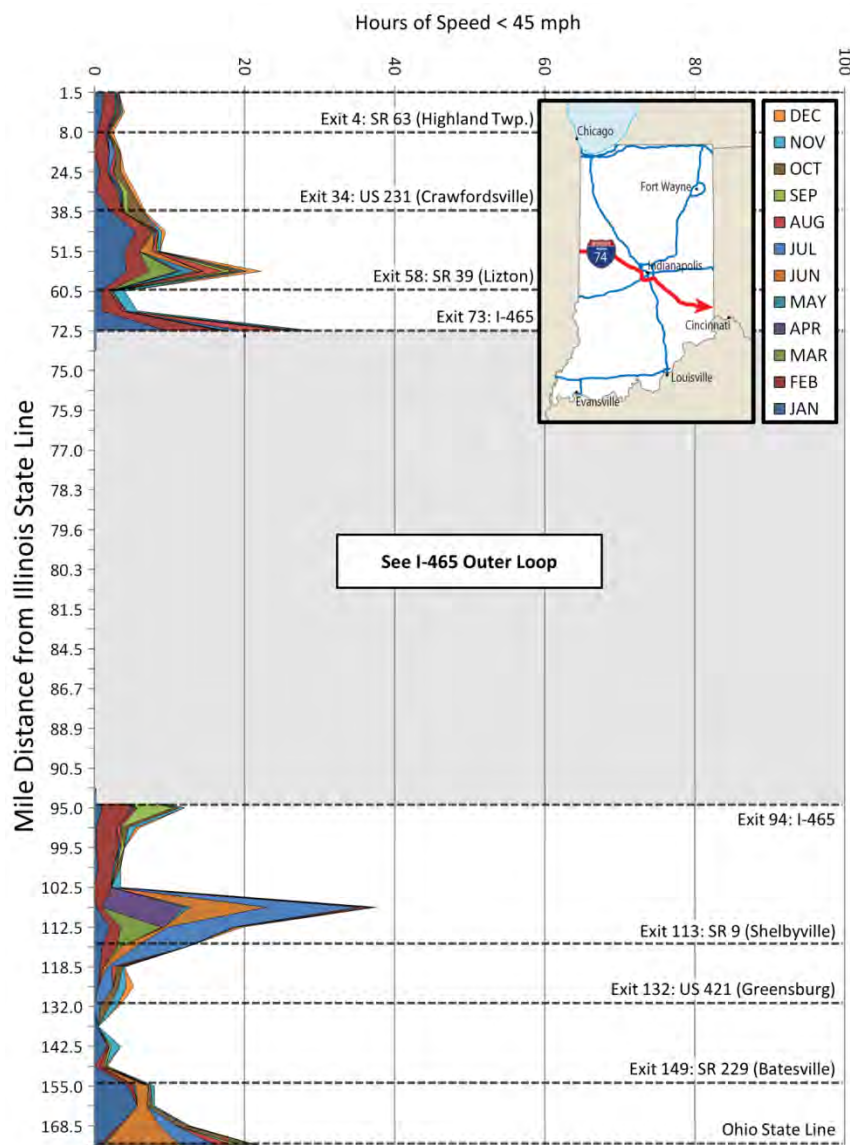 Hours of Speed < 45 mph
0 20 40 60 80 100
Mile Distance from Illinois State Line
1.5
8.0
24.5
38.5
51.5
60.5
72.5
75.0
75.9
77.0
78.3
79.6
80.3
81.5
84.5
86.7
88.9
90.5
95.0
99.5
102.5
112.5
118.5
132.0
142.5
155.0
168.5
Exit 4: SR 63 (Highland Twp.)
Exit 34: US 231 (Crawfordsville)
Exit 58: SR 39 (Lizton)
Exit 73: I-465
Chicago
Fort Wayne
INTERSTATE
74
Indianapolis
Cincinnati
Louisville
Evansville
DEC
NOV
OCT
SEP
AUG
JUL
JUN
MAY
APR
MAR
FEB
JAN
See I-465 Outer Loop
Exit 94: I-465
Exit 113: SR 9 (Shelbyville)
Exit 132: US 421 (Greensburg)
Exit 149: SR 229 (Batesville)
Ohio State Line